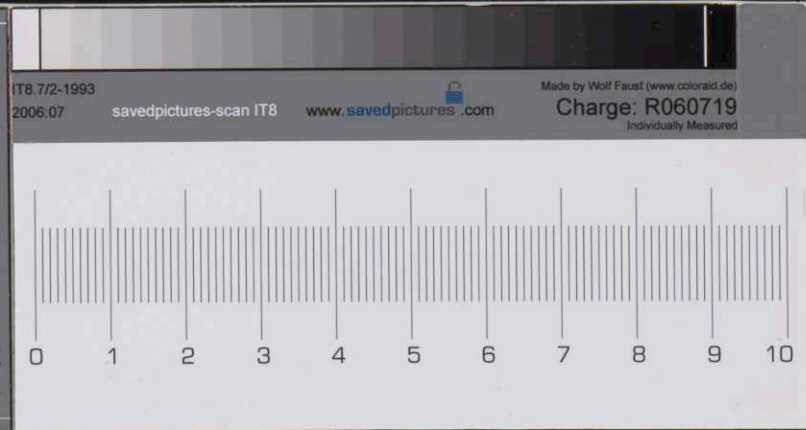 IT8.7/2-1993
2006:07
savedpictures-scan IT8
www.savedpictures.com
Made by Wolf Faust (www.coloraid.de)
Charge: R060719
Individually Measured
0 1 2 3 4 5 6 7 8 9 10